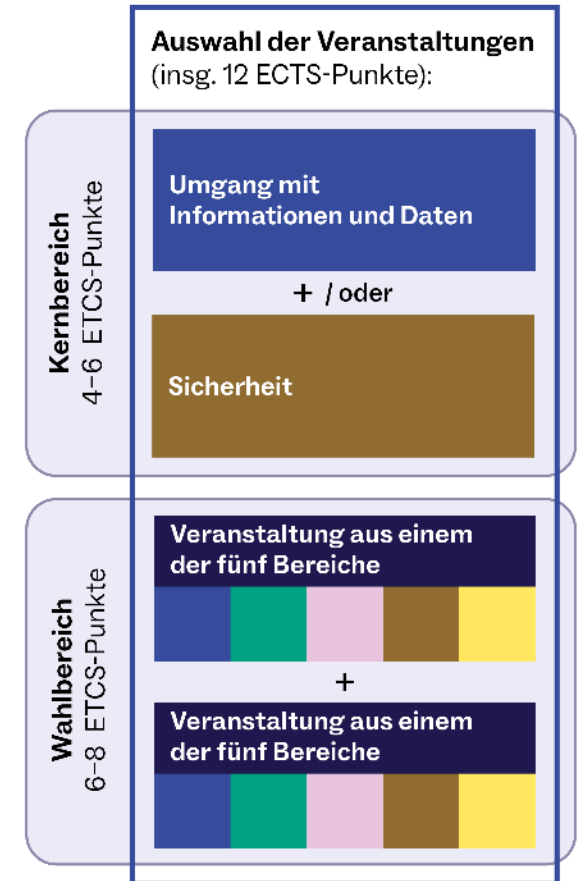 Auswahl der Veranstaltungen
(insg. 12 ECTS-Punkte):
Kernbereich
4–6 ETCS-Punkte
Umgang mit
Informationen und Daten
+ / oder
Sicherheit
Wahlbereich
6–8 ETCS-Punkte
Veranstaltung aus einem
der fünf Bereiche
+
Veranstaltung aus einem
der fünf Bereiche